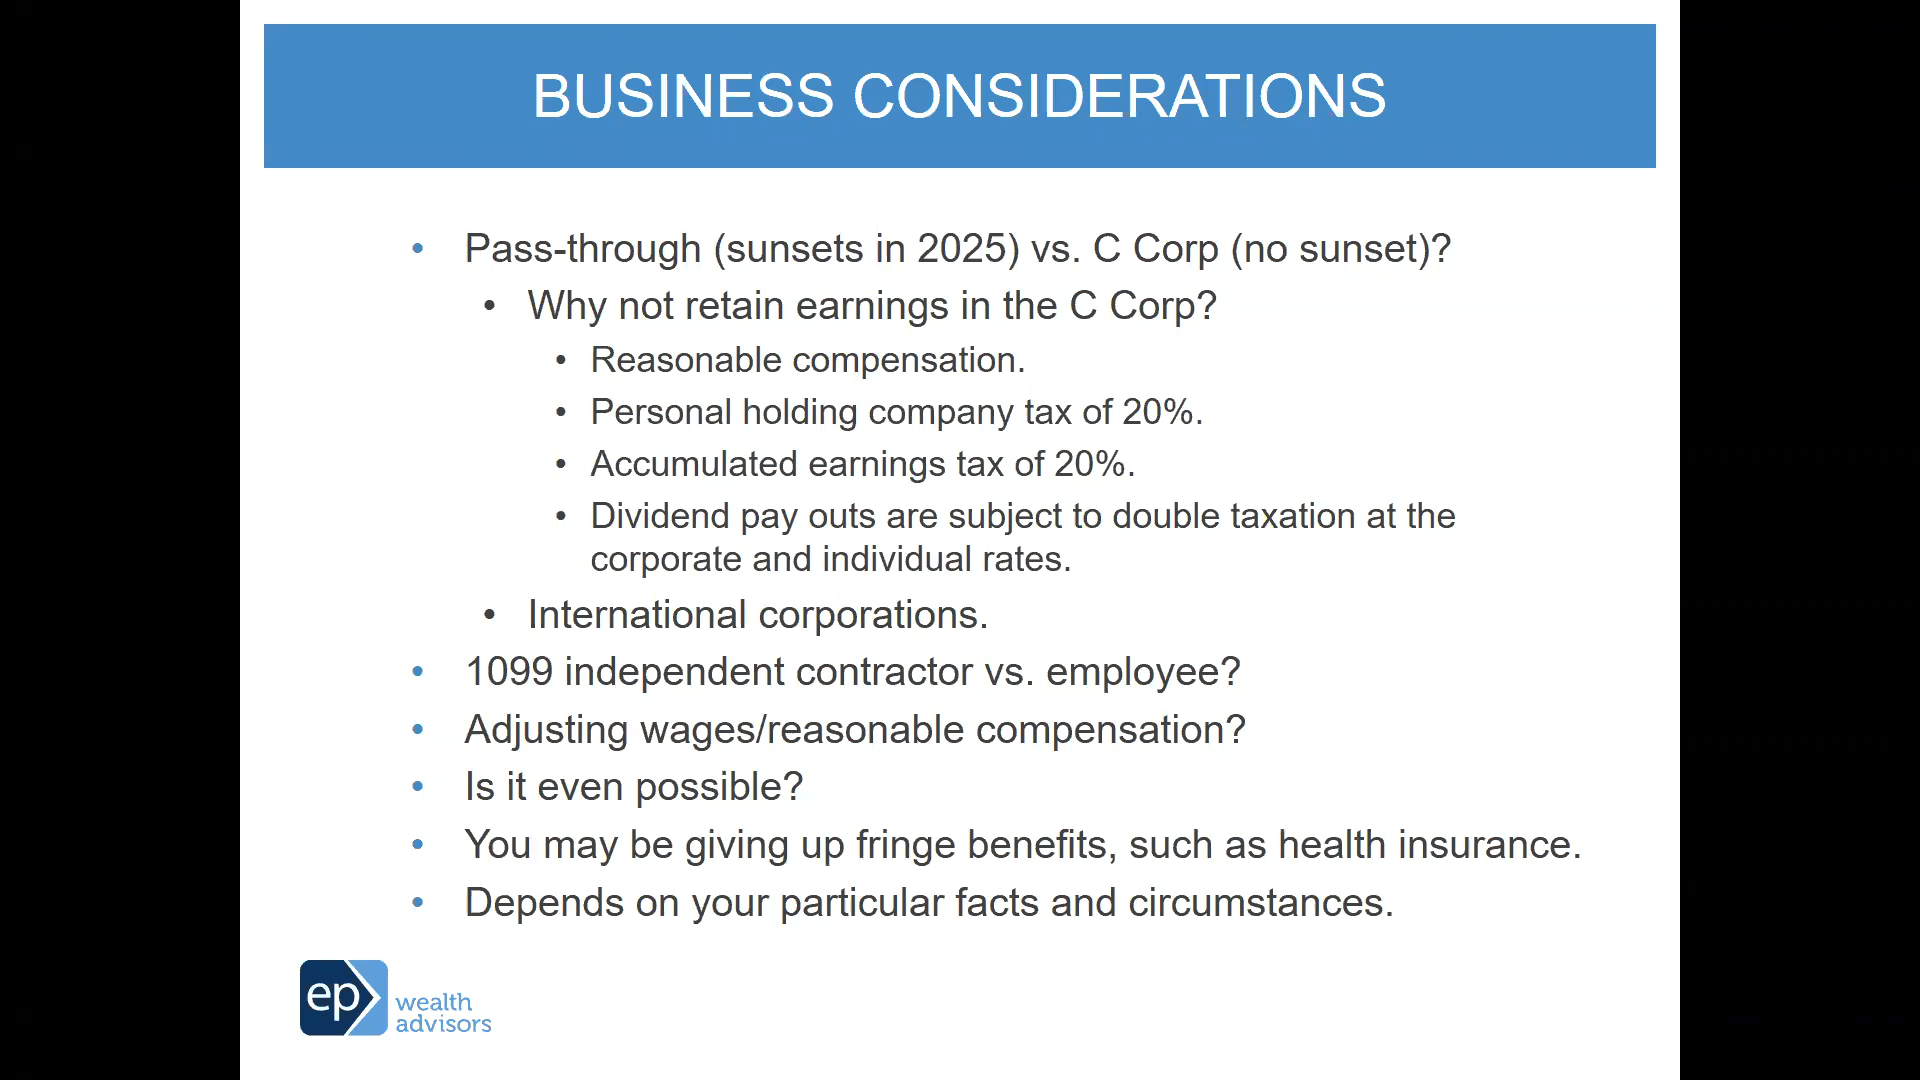 BUSINESS CONSIDERATIONS
• Pass-through (sunsets in 2025) vs. C Corp (no sunset)?
• Why not retain earnings in the C Corp?
• Reasonable compensation.
• Personal holding company tax of 20%.
• Accumulated earnings tax of 20%.
• Dividend pay outs are subject to double taxation at the
corporate and individual rates.
• International corporations.
• 1099 independent contractor vs. employee?
• Adjusting wages/reasonable compensation?
• Is it even possible?
• You may be giving up fringe benefits, such as health insurance.
• Depends on your particular facts and circumstances.
ep
wealth
advisors